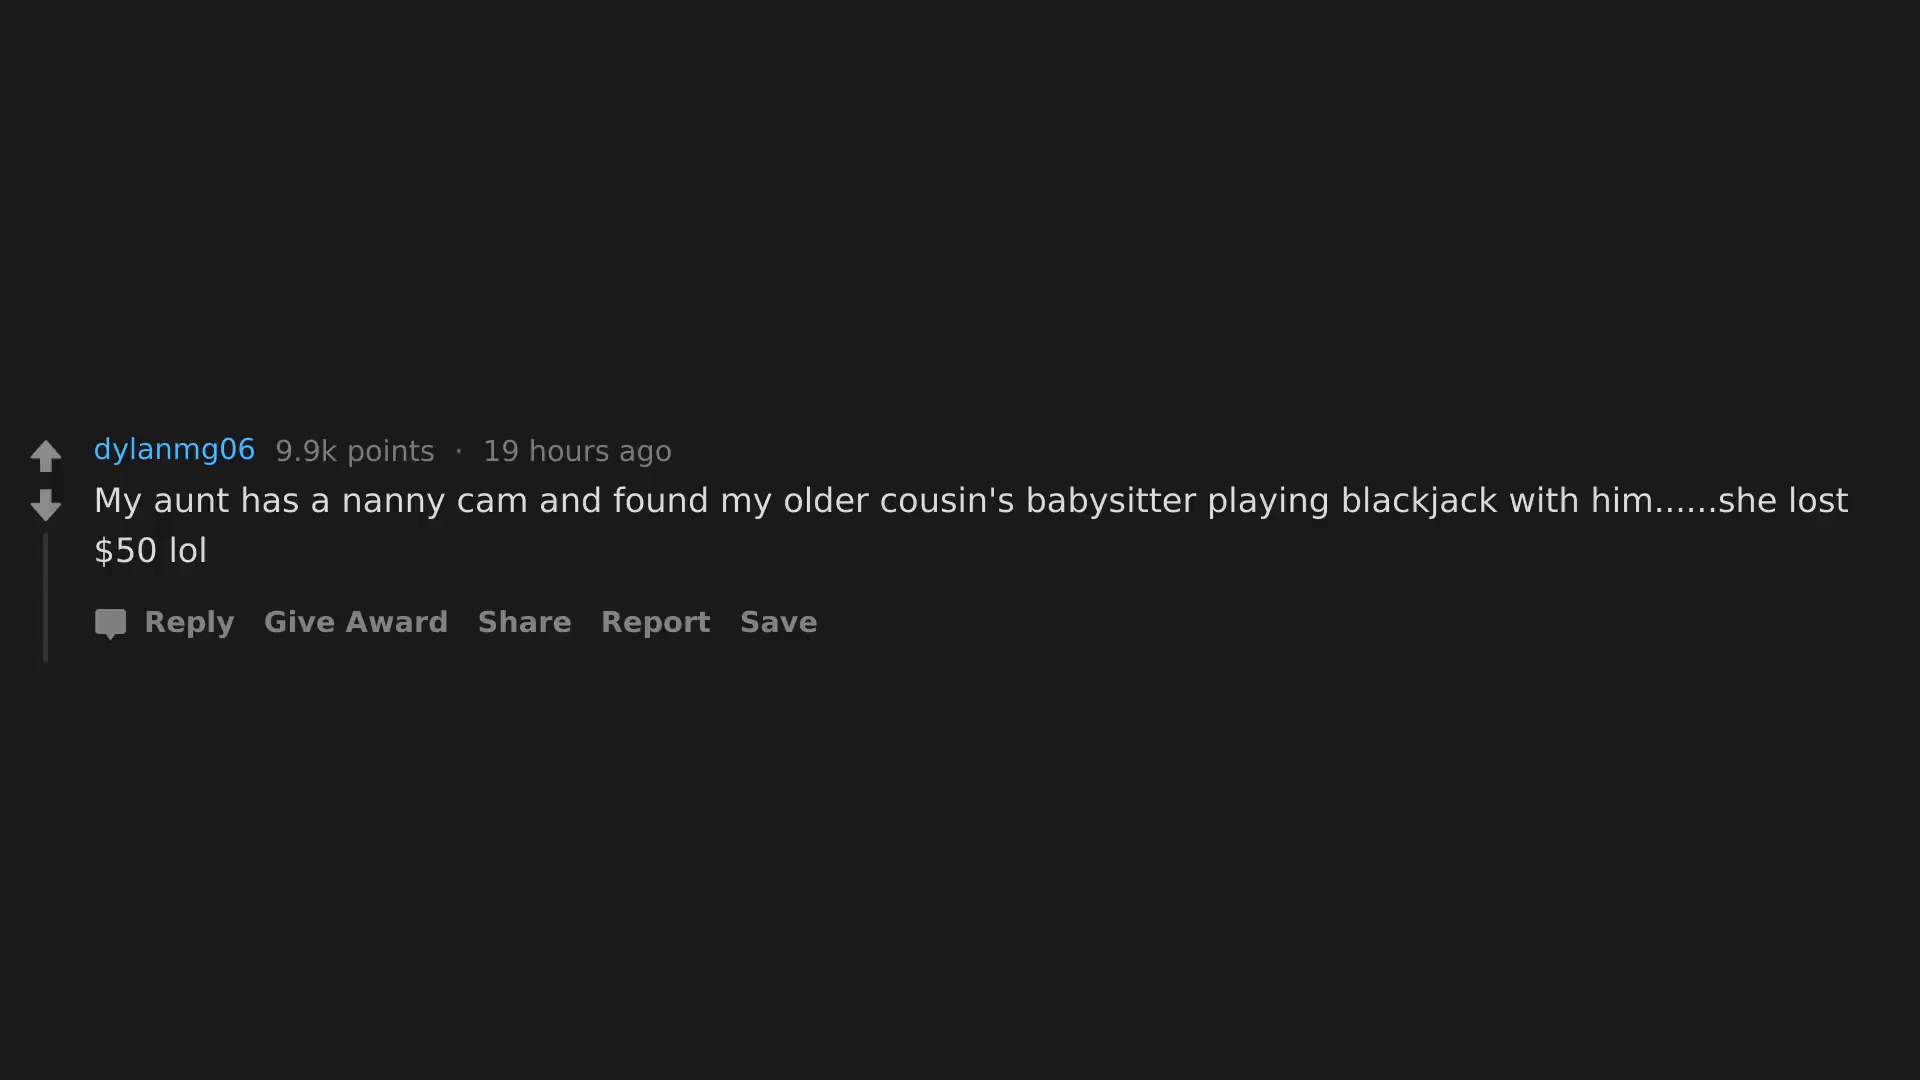 dylanmg06 9.9k points · 19 hours ago
My aunt has a nanny cam and found my older cousin's babysitter playing blackjack with him......she lost
$50 lol
Reply Give Award Share Report Save